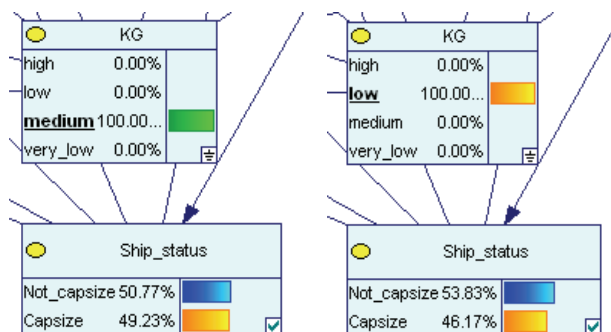 KG
high 0.00%
low 0.00%
medium 100.00...
very_low 0.00%
Ship_status
Not_capsize 50.77%
Capsize 49.23%
KG
high 0.00%
low 100.00...
medium 0.00%
very_low 0.00%
Ship_status
Not_capsize 53.83%
Capsize 46.17%